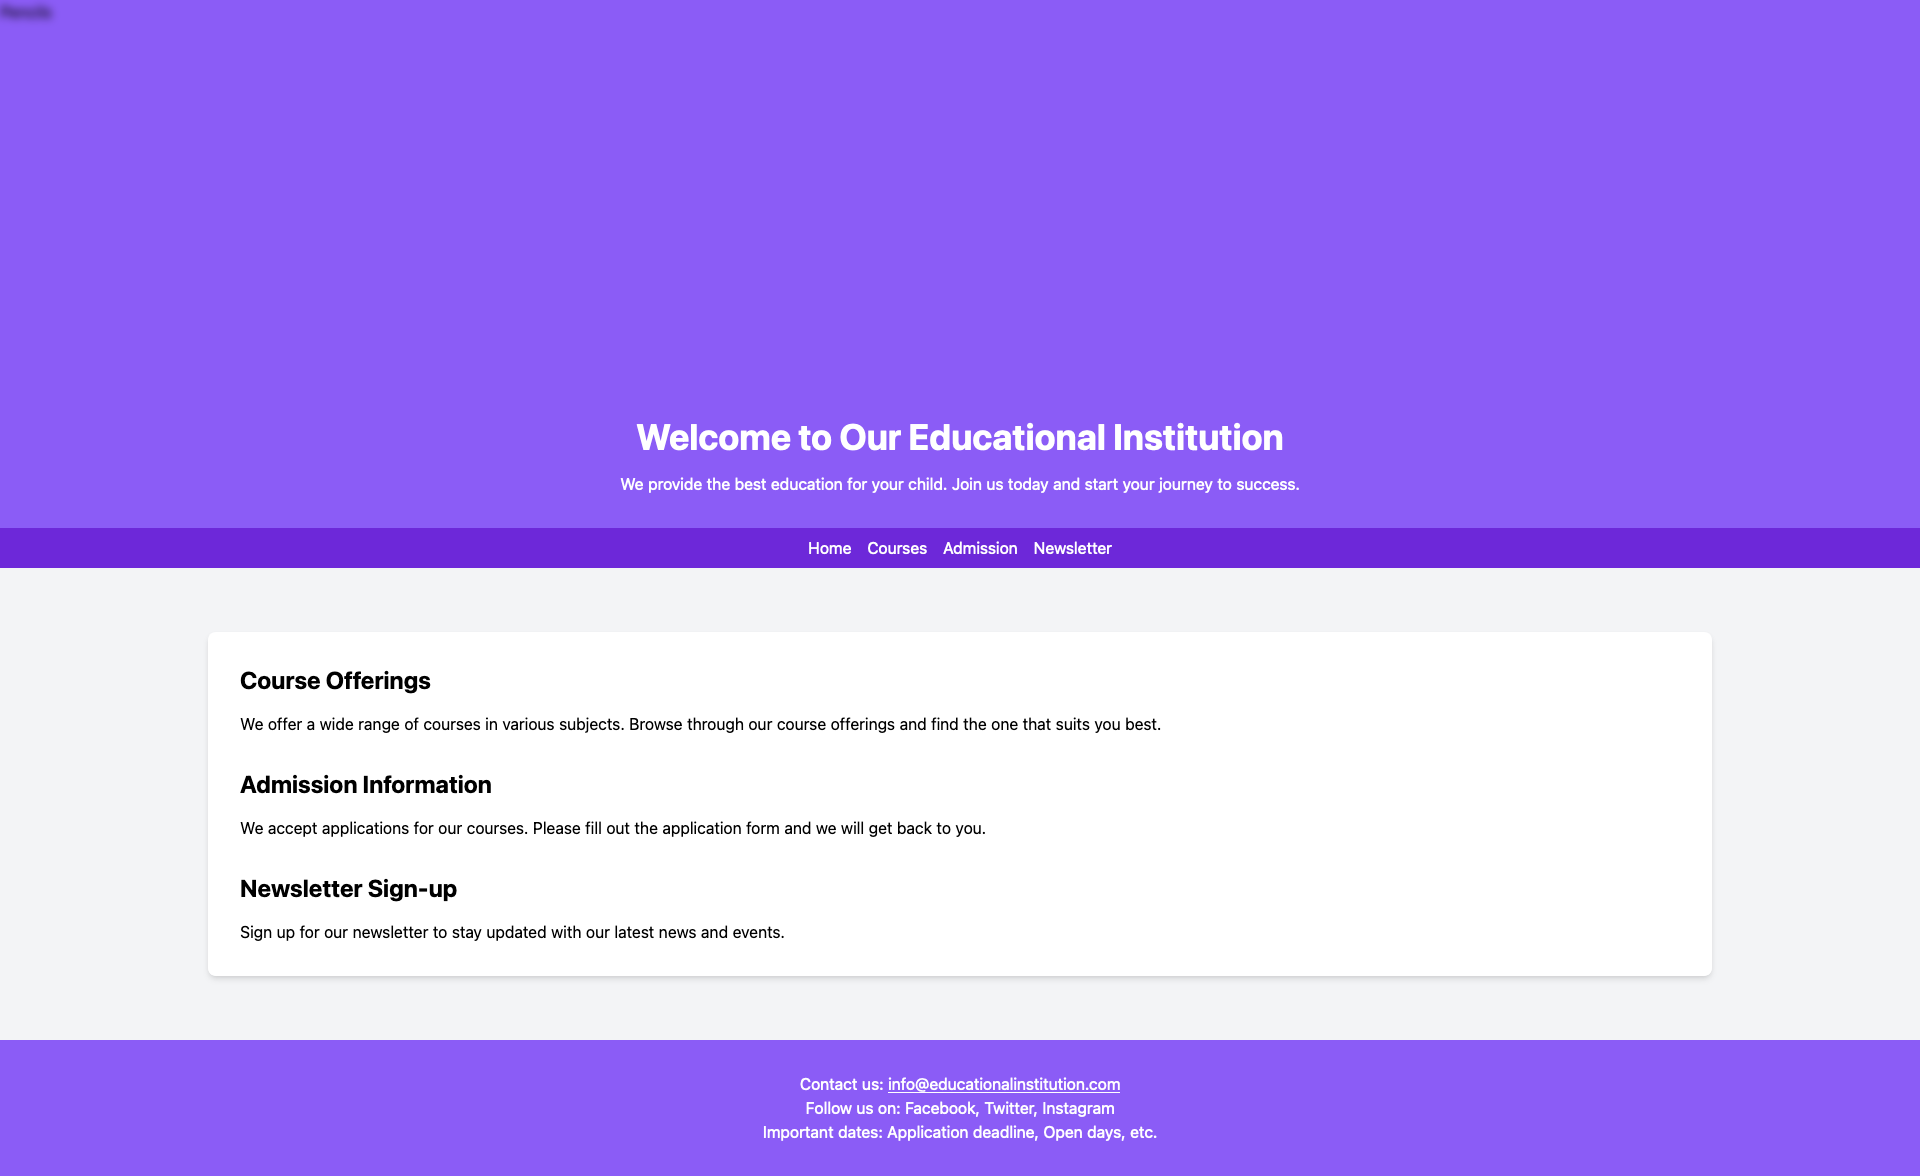 Welcome to Our Educational Institution
We provide the best education for your child. Join us today and start your journey to success.
Home Courses Admission Newsletter
Course Offerings
We offer a wide range of courses in various subjects. Browse through our course offerings and find the one that suits you best.
Admission Information
We accept applications for our courses. Please fill out the application form and we will get back to you.
Newsletter Sign-up
Sign up for our newsletter to stay updated with our latest news and events.
Contact us: info@educationalinstitution.com
Follow us on: Facebook, Twitter, Instagram
Important dates: Application deadline, Open days, etc.